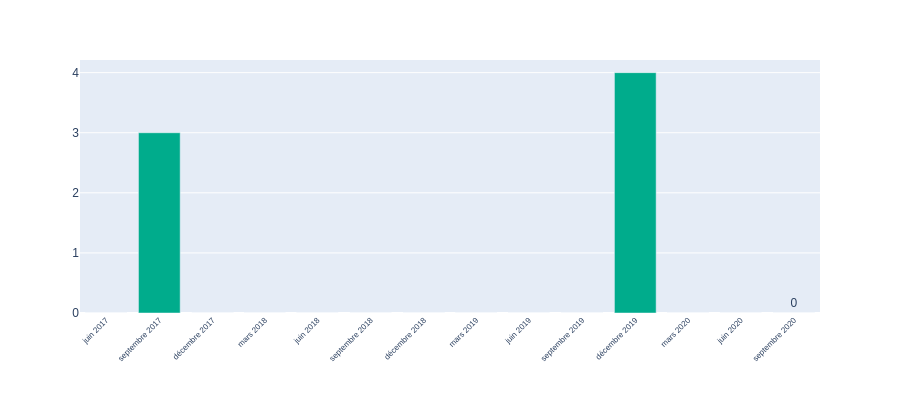 4
3
2
1
0
0
juin 2017
septembre 2017
décembre 2017
mars 2018
juin 2018
septembre 2018
décembre 2018
mars 2019
juin 2019
septembre 2019
décembre 2019
mars 2020
juin 2020
septembre 2020